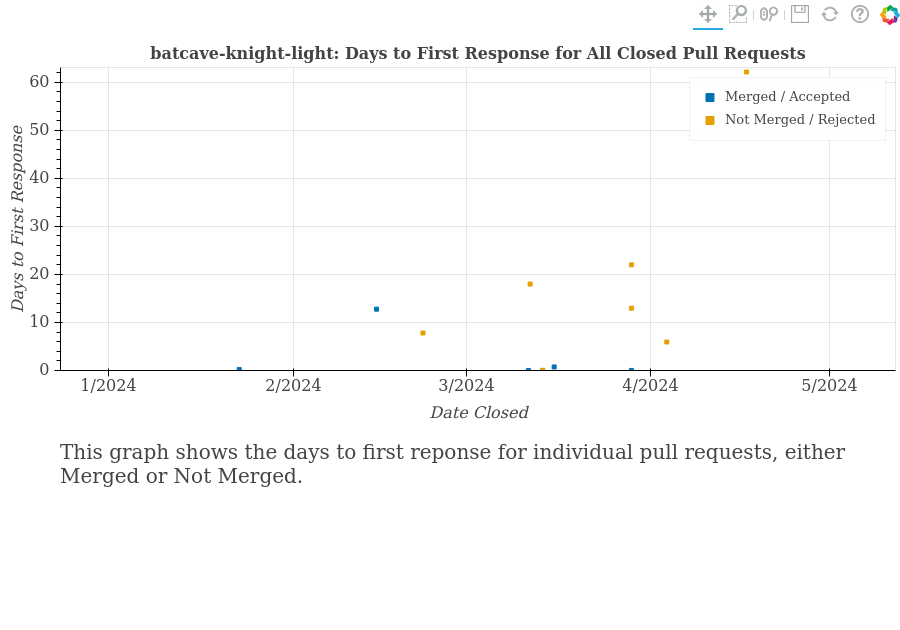 batcave-knight-light: Days to First Response for All Closed Pull Requests
Merged / Accepted
Not Merged / Rejected
Days to First Response
60
50
40
30
20
10
0
1/2024 2/2024 3/2024 4/2024 5/2024
Date Closed
This graph shows the days to first reponse for individual pull requests, either
Merged or Not Merged.